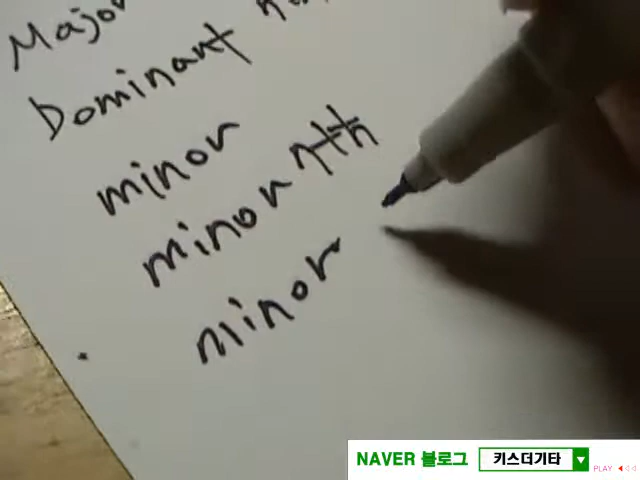 Major
Dominant
minor
minor 7th
minor
NAVER 블로그 키스더기타
PLAY